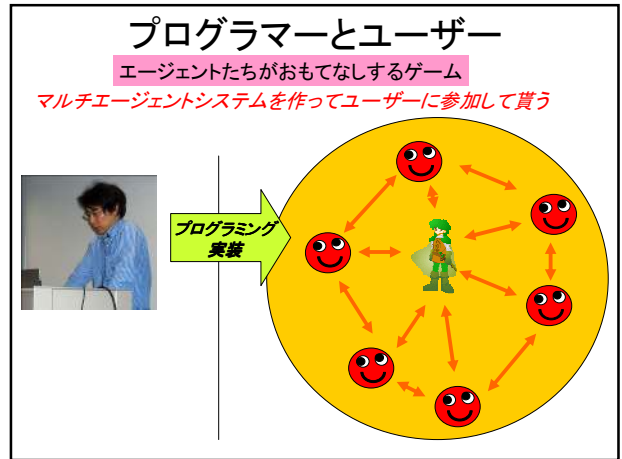 プログラマーとユーザー
エージェントたちがおもてなしするゲーム
マルチエージェントシステムを作ってユーザーに参加して貰う
プログラミング
実装